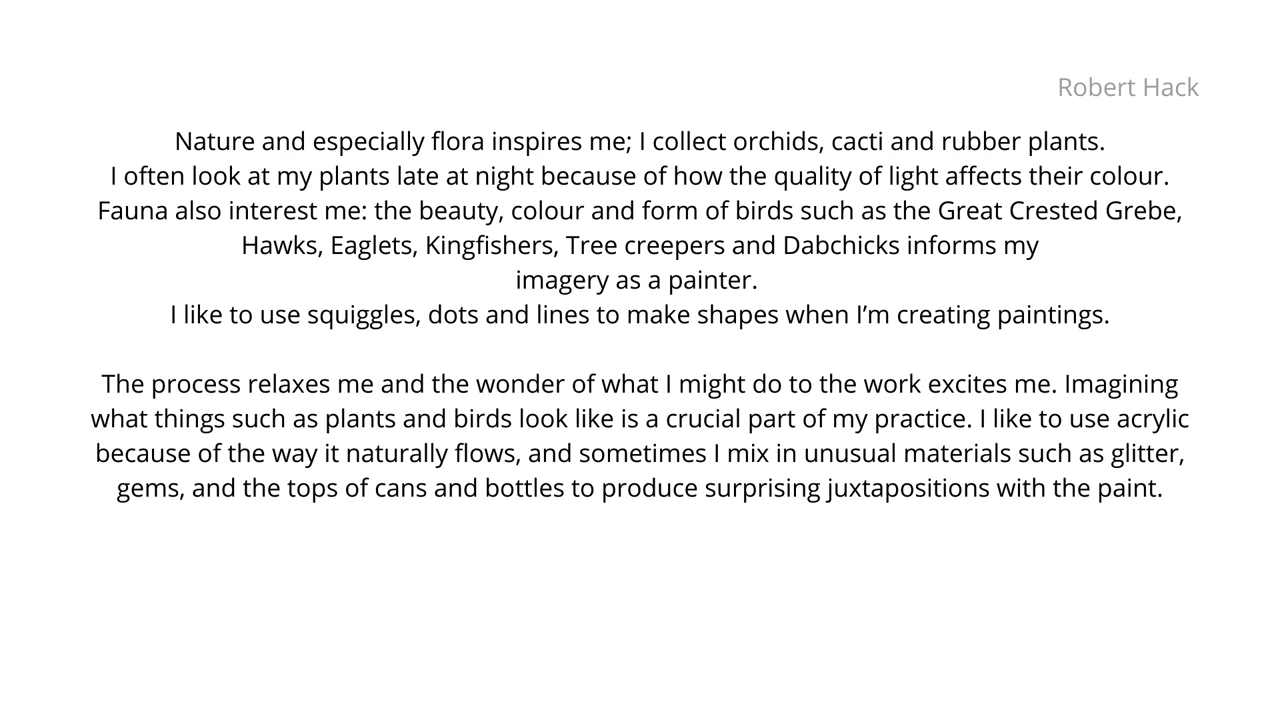 Robert Hack
Nature and especially flora inspires me; I collect orchids, cacti and rubber plants.
I often look at my plants late at night because of how the quality of light affects their colour.
Fauna also interest me: the beauty, colour and form of birds such as the Great Crested Grebe,
Hawks, Eaglets, Kingfishers, Tree creepers and Dabchicks informs my
imagery as a painter.
I like to use squiggles, dots and lines to make shapes when I’m creating paintings.
The process relaxes me and the wonder of what I might do to the work excites me. Imagining
what things such as plants and birds look like is a crucial part of my practice. I like to use acrylic
because of the way it naturally flows, and sometimes I mix in unusual materials such as glitter,
gems, and the tops of cans and bottles to produce surprising juxtapositions with the paint.